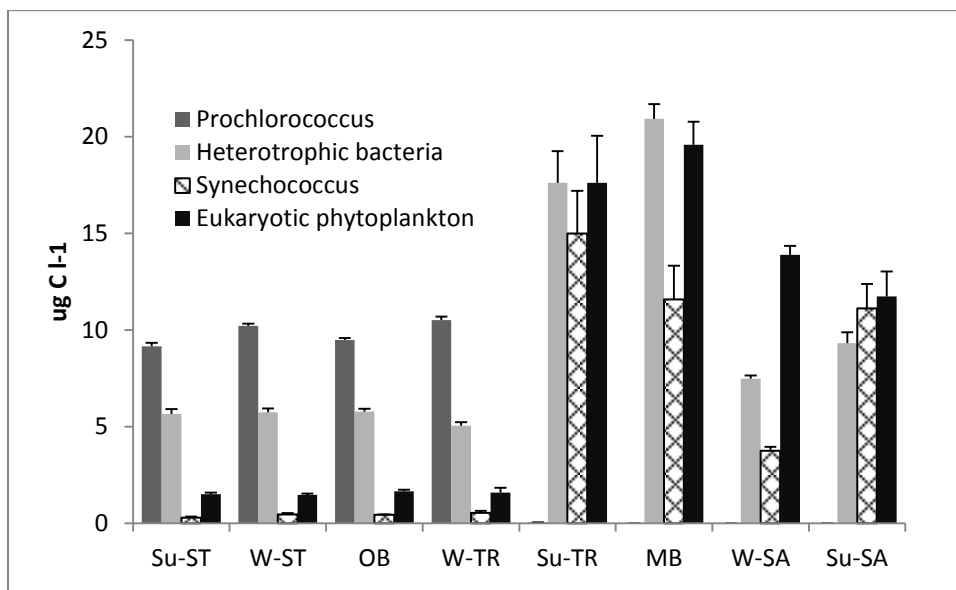 25
20
15
10
5
0
ug C l-1
Prochlorococcus
Heterotrophic bacteria
Synechococcus
Eukaryotic phytoplankton
Su-ST W-ST OB W-TR Su-TR MB W-SA Su-SA